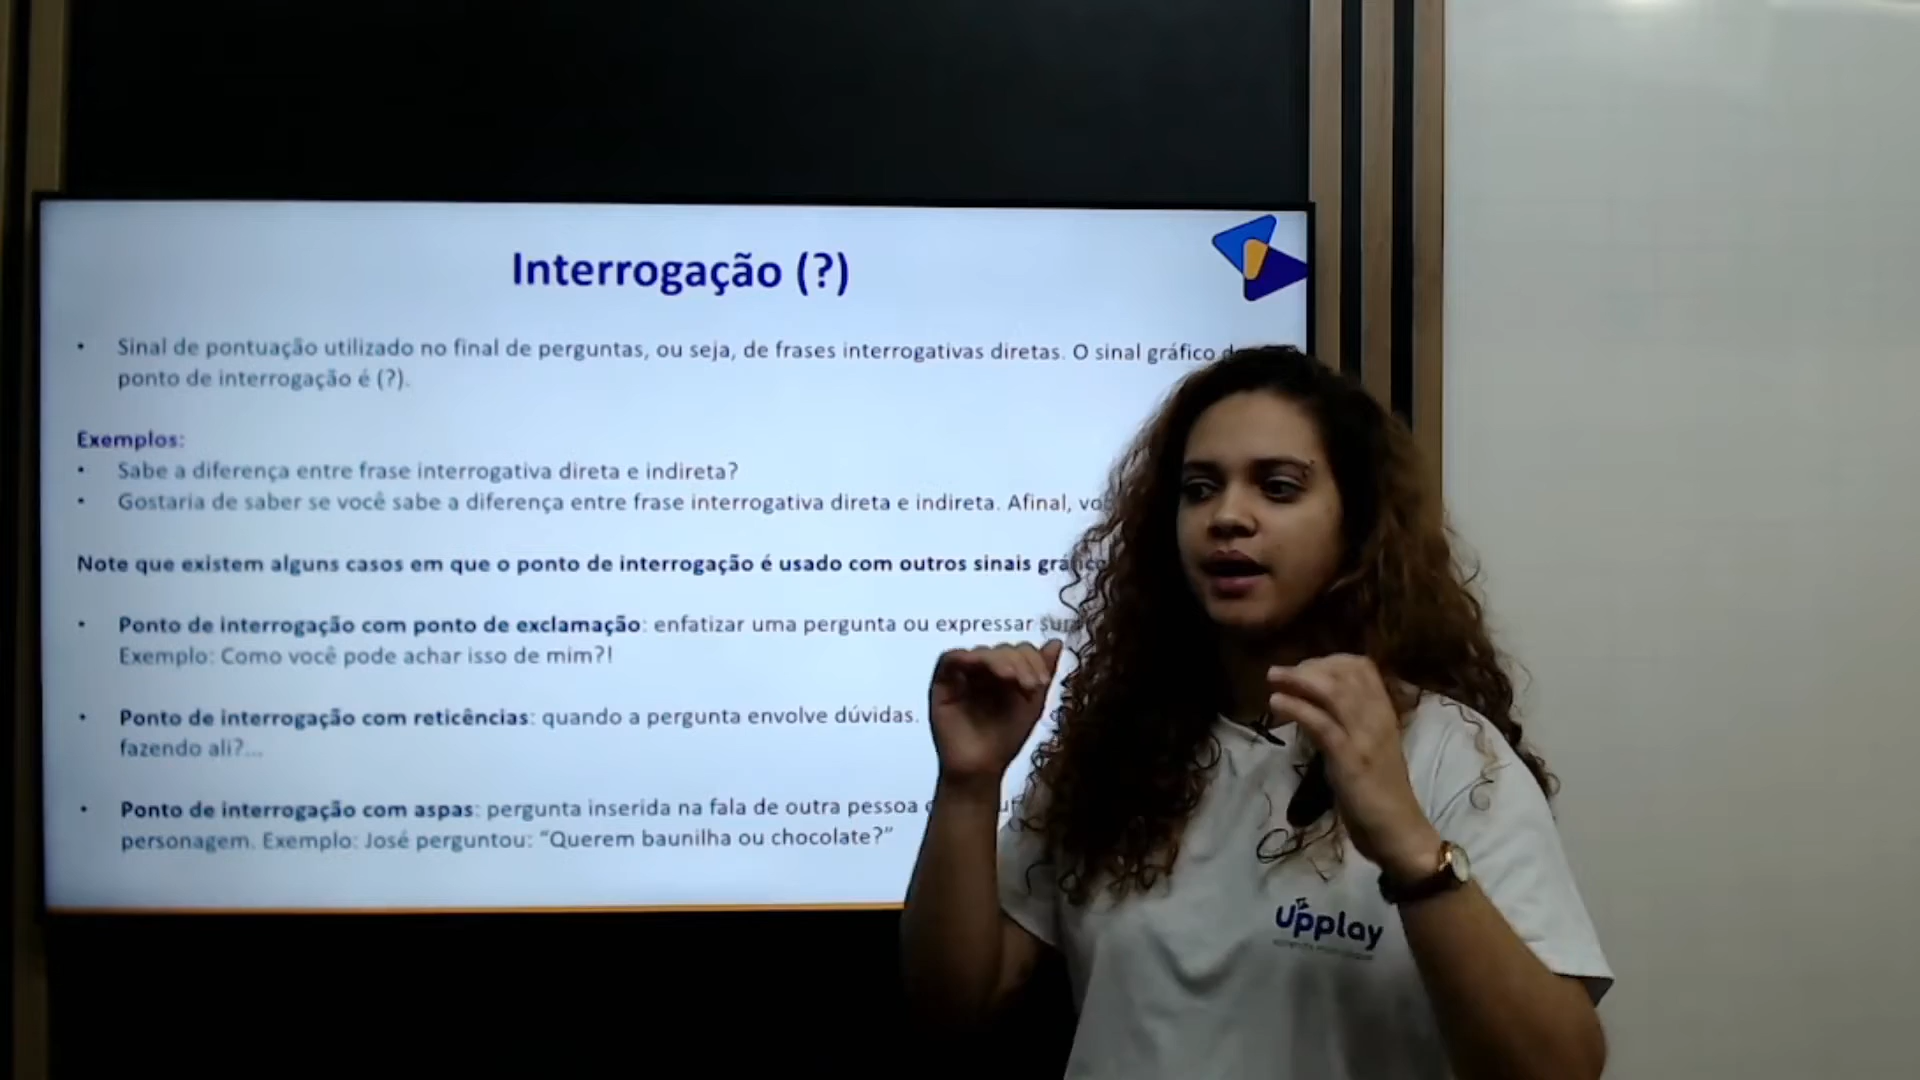 Interrogação (?)
• Sinal de pontuação utilizado no final de perguntas, ou seja, de frases interrogativas diretas. O sinal gráfico
ponto de interrogação é (?).
Exemplos:
• Sabe a diferença entre frase interrogativa direta e indireta?
• Gostaria de saber se você sabe a diferença entre frase interrogativa direta e indireta. Afinal,
Note que existem alguns casos em que o ponto de interrogação é usado com outros sinais
• Ponto de interrogação com ponto de exclamação: enfatizar uma pergunta ou expressar
Exemplo: Como você pode achar isso de mim?!
• Ponto de interrogação com reticências: quando a pergunta envolve dúvidas.
fazendo ali?...
• Ponto de interrogação com aspas: pergunta inserida na fala de outra pessoa
personagem. Exemplo: José perguntou: “Querem baunilha ou chocolate?”
Upplay